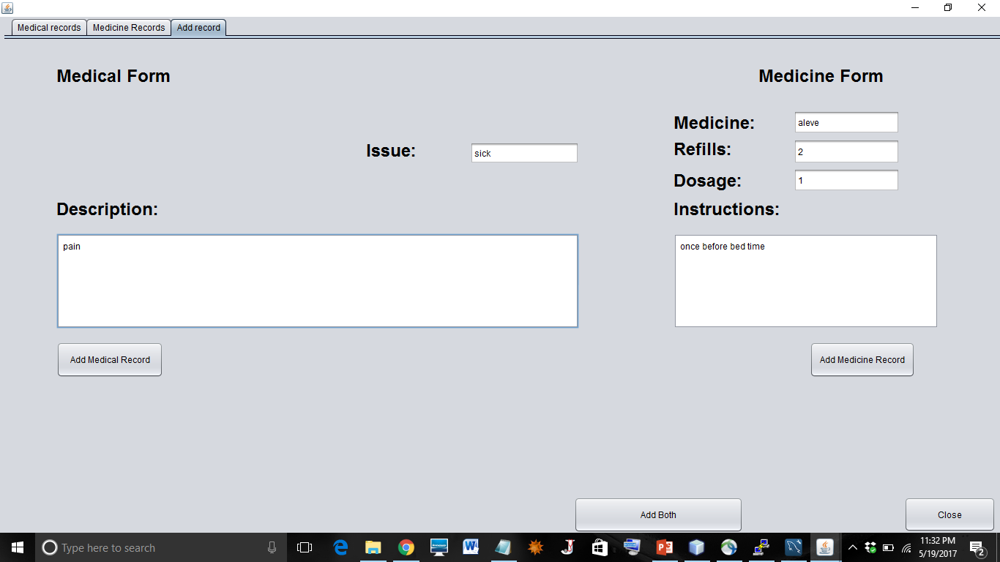 Medical records Medicine Records Add record
Medical Form
Medicine Form
Issue: sick
Medicine: aleve
Refills: 2
Dosage: 1
Description:
pain
Instructions:
once before bed time
Add Medical Record
Add Medicine Record
Add Both
Close
Type here to search
11:32 PM
5/19/2017
2